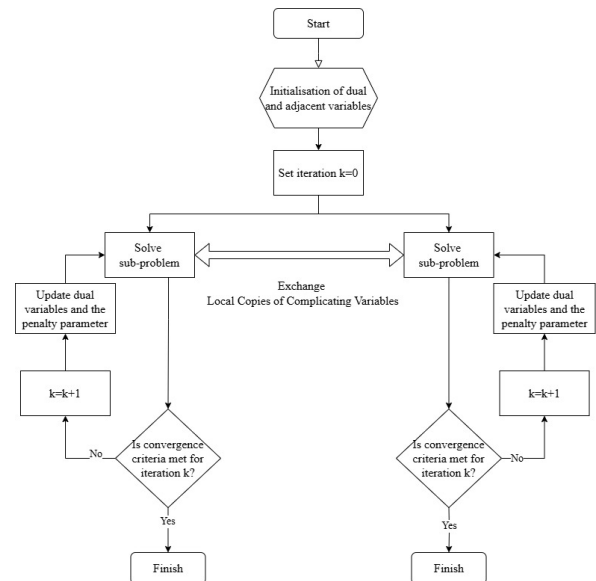 Start
Initialisation of dual
and adjacent variables
Set iteration k=0
Solve
sub-problem
Solve
sub-problem
Exchange
Local Copies of Complicating Variables
Update dual
variables and the
penalty parameter
Update dual
variables and the
penalty parameter
k=k+1
k=k+1
Is convergence
criteria met for
iteration k?
No
Is convergence
criteria met for
iteration k?
No
Yes
Yes
Finish
Finish